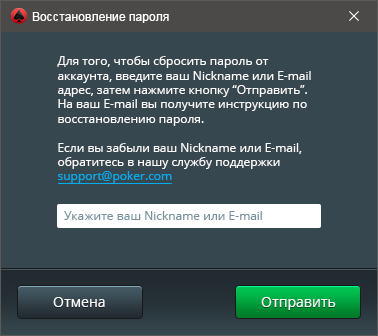 Восстановление пароля
Для того, чтобы сбросить пароль от
аккаунта, введите ваш Nickname или E-mail
адрес, затем нажмите кнопку “Отправить”.
На ваш E-mail вы получите инструкцию по
восстановлению пароля.
Если вы забыли ваш Nickname или E-mail,
обратитесь в нашу службу поддержки
support@poker.com
Укажите ваш Nickname или E-mail
Отмена
Отправить